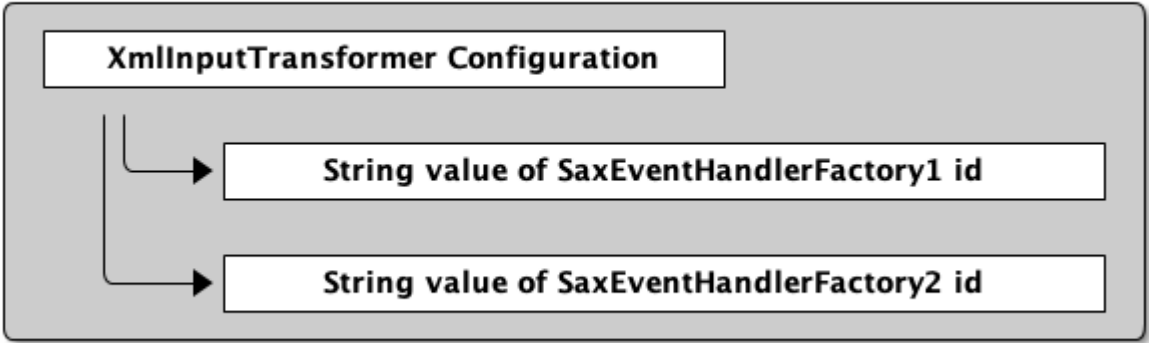 XmlInputTransformer Configuration
String value of SaxEventHandlerFactory1 id
String value of SaxEventHandlerFactory2 id